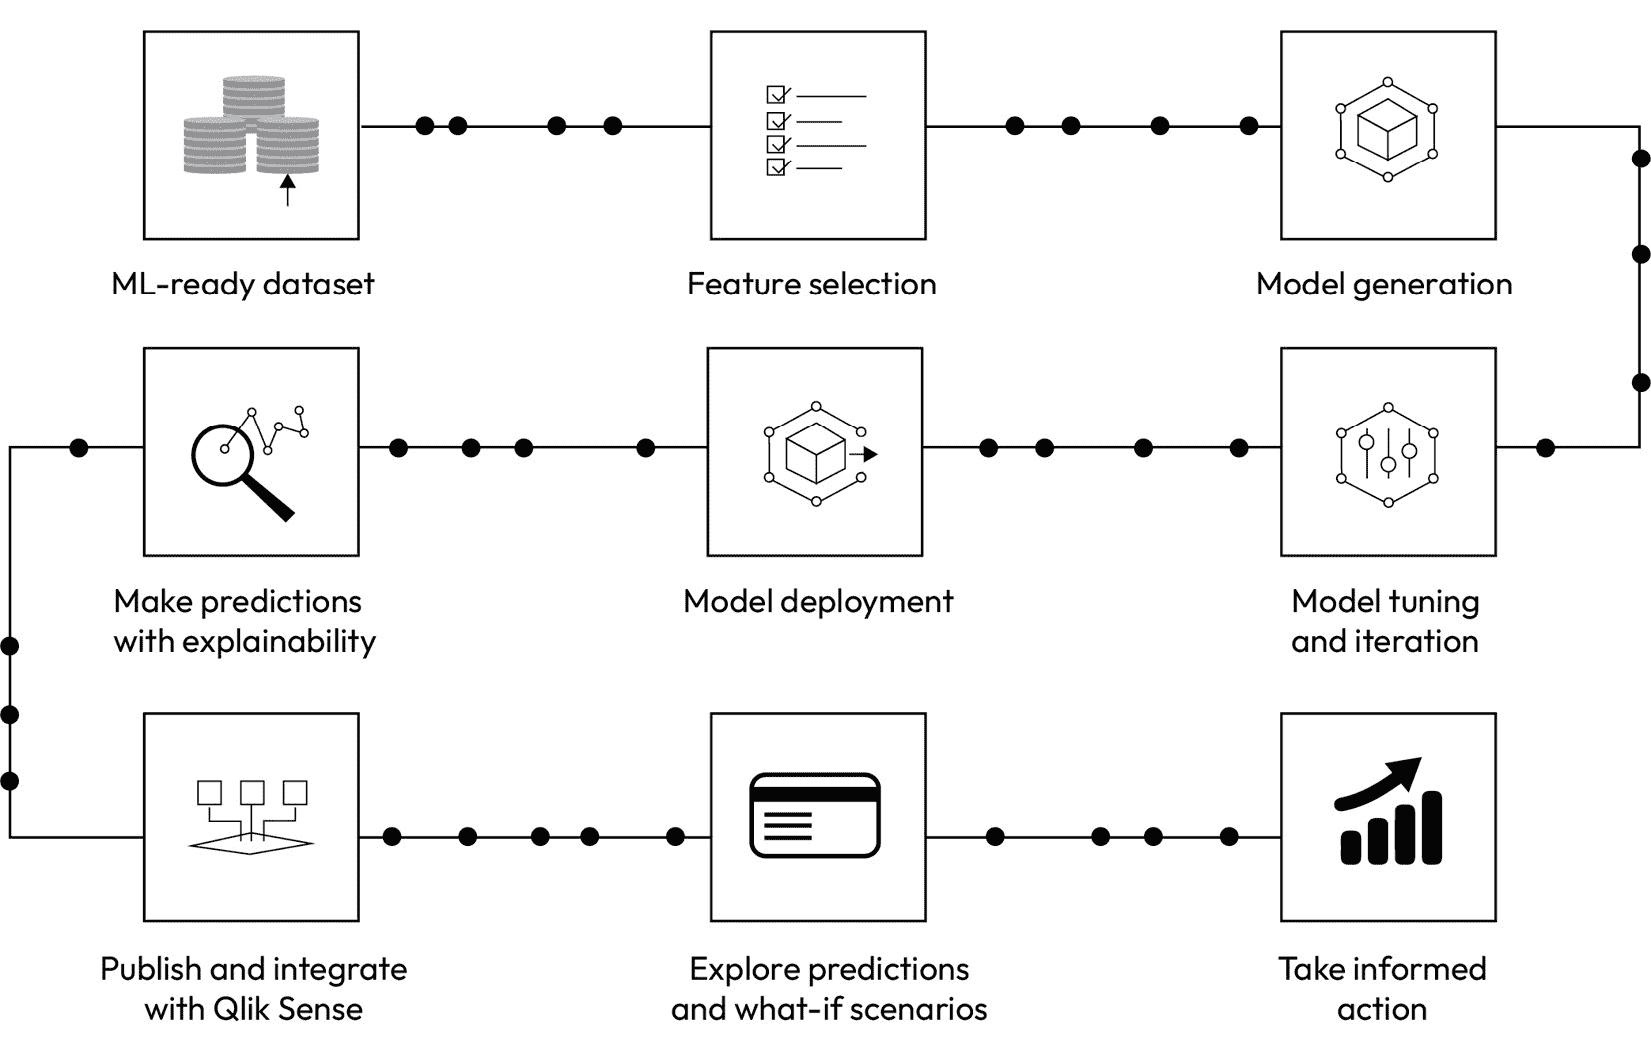 ML-ready dataset
Feature selection
Model generation
Make predictions
with explainability
Model deployment
Model tuning
and iteration
Publish and integrate
with Qlik Sense
Explore predictions
and what-if scenarios
Take informed
action